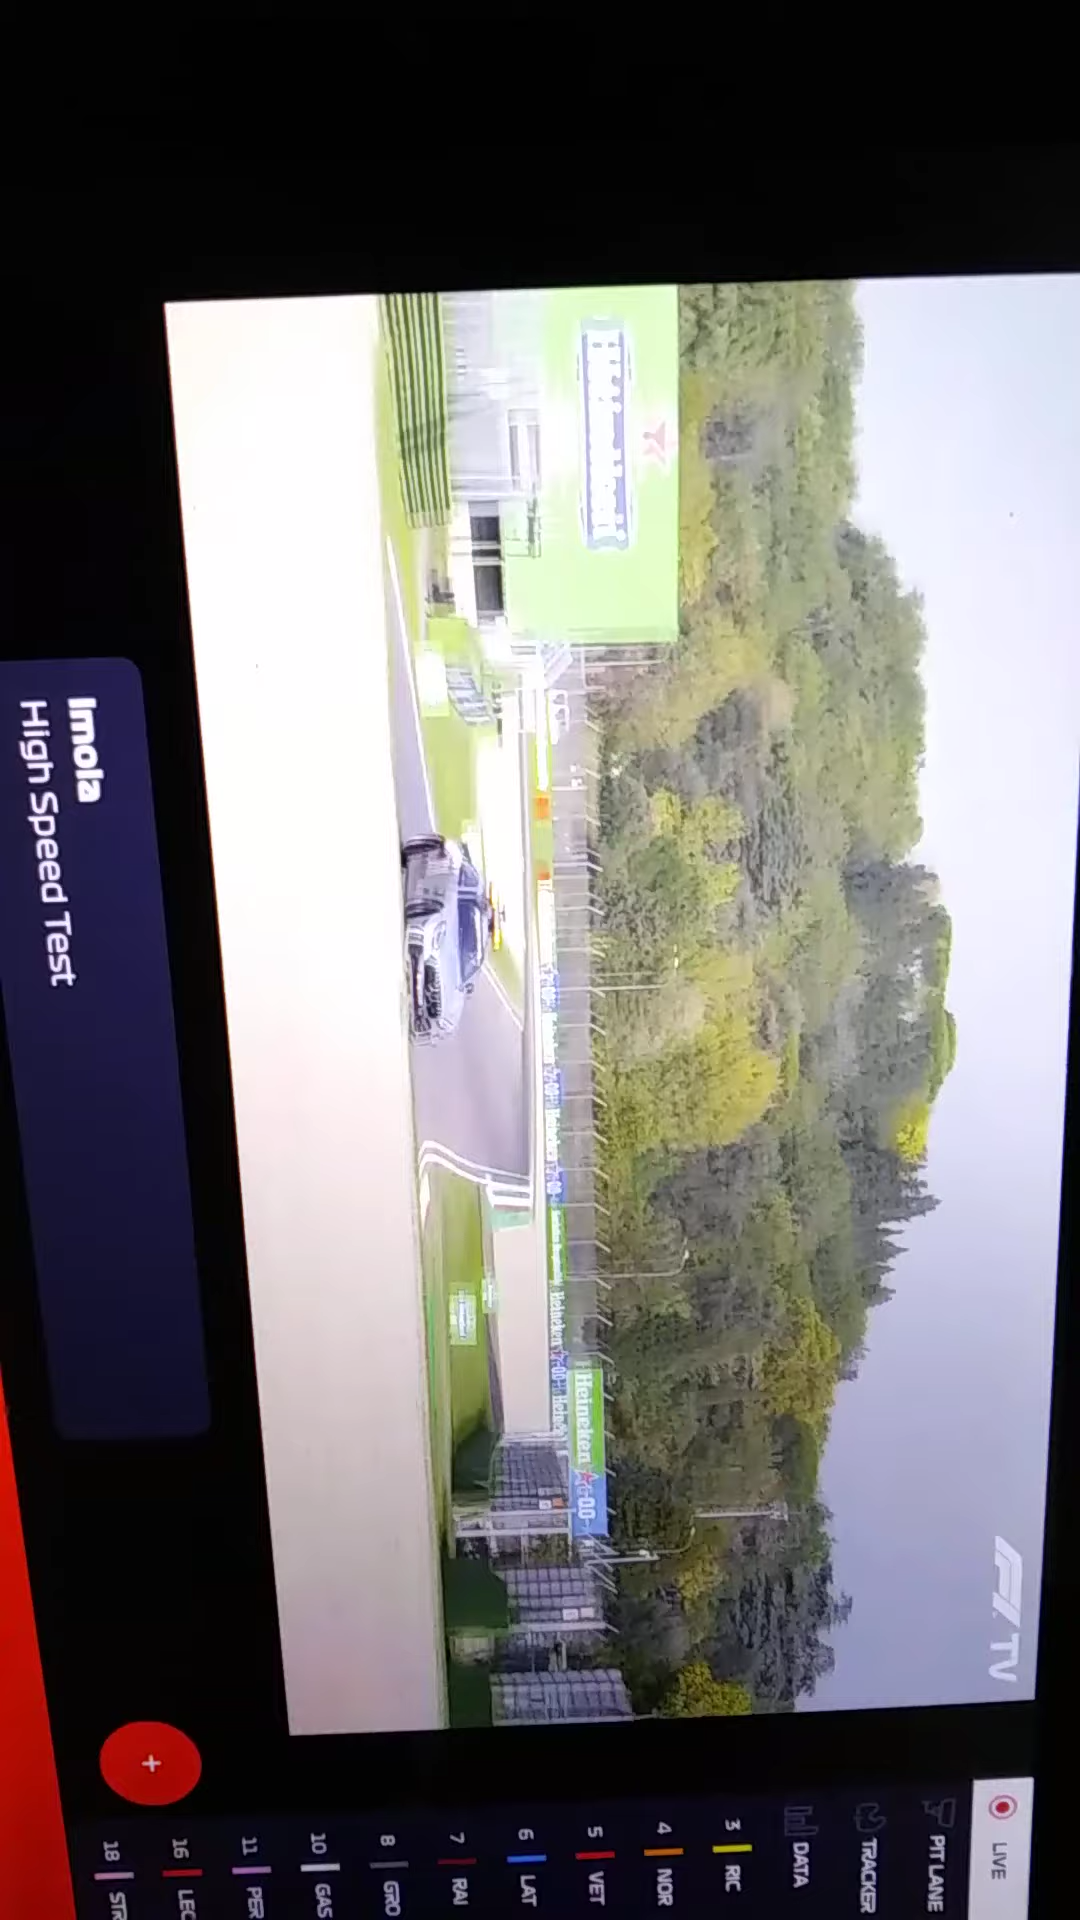 F1 TV
Heineken
Heineken
Imola
High Speed Test
+
LIVE
PIT LANE
TRACKER
DATA
3 RIC
4 NOR
5 VET
6 LAT
7 RAI
8 GRO
10 GAS
11 PER
16 LEC
18 STR